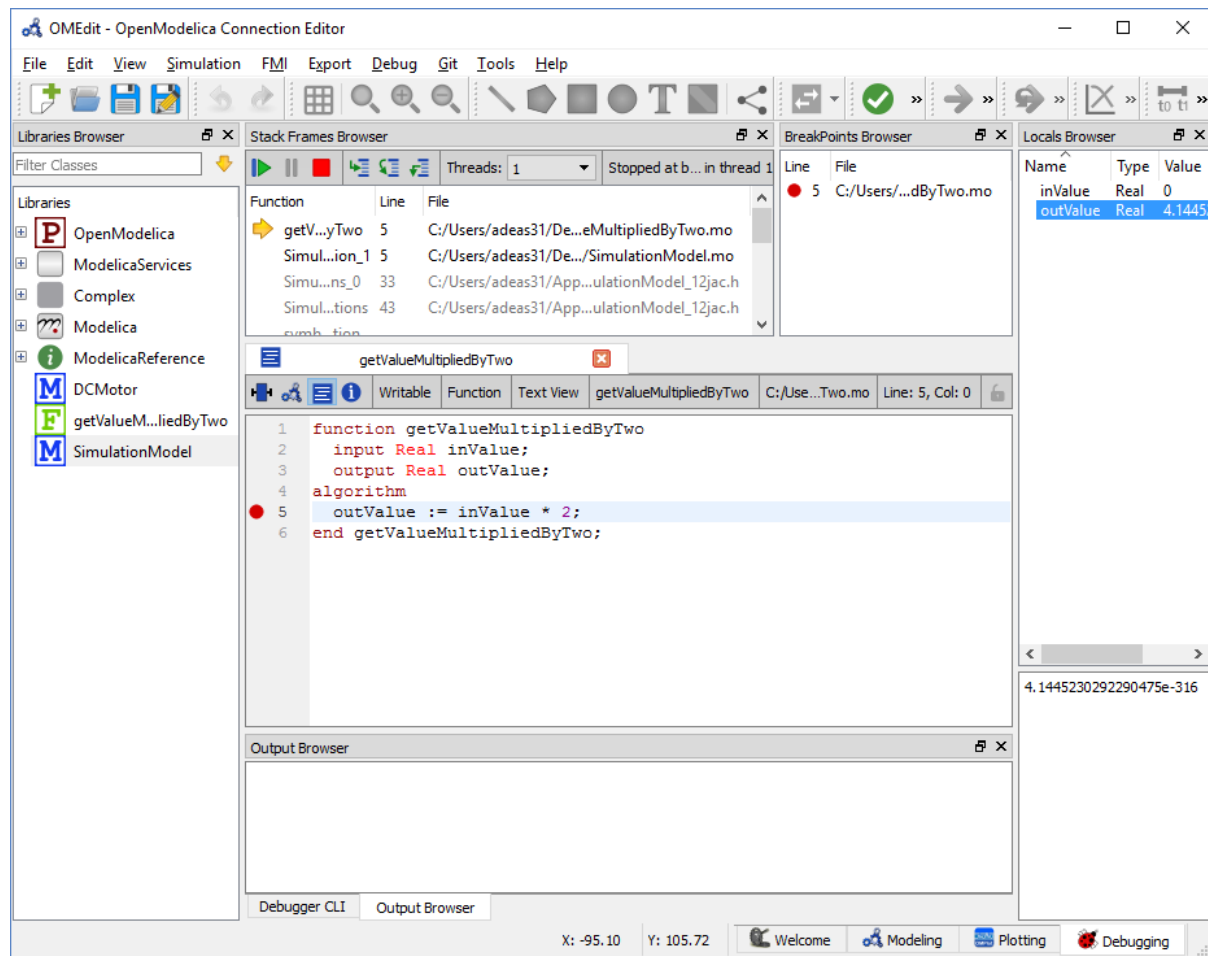 OMEdit - OpenModelica Connection Editor
File Edit View Simulation FMI Export Debug Git Tools Help
T » » » to t1 »
Libraries Browser
Filter Classes
Libraries
P OpenModelica
ModelicaServices
Complex
Modelica
i ModelicaReference
M DCMotor
F getValueM...liedByTwo
M SimulationModel
Stack Frames Browser
Threads: 1 Stopped at b... in thread 1
Function Line File
getV...yTwo 5 C:/Users/adeas31/De...eMultipliedByTwo.mo
Simul...ion_1 5 C:/Users/adeas31/De.../SimulationModel.mo
Simu...ns_0 33 C:/Users/adeas31/App...ulationModel_12jac.h
Simul...tions 43 C:/Users/adeas31/App...ulationModel_12jac.h
symb...tion
BreakPoints Browser
Line File
5 C:/Users/...dByTwo.mo
Locals Browser
Name Type Value
inValue Real 0
outValue Real 4.1445
getValueMultipliedByTwo
Writable Function Text View getValueMultipliedByTwo C:/Use...Two.mo Line: 5, Col: 0
1 function getValueMultipliedByTwo
2 input Real inValue;
3 output Real outValue;
4 algorithm
5 outValue := inValue * 2;
6 end getValueMultipliedByTwo;
4.1445230292290475e-316
Output Browser
Debugger CLI Output Browser
X: -95.10 Y: 105.72 Welcome Modeling Plotting Debugging